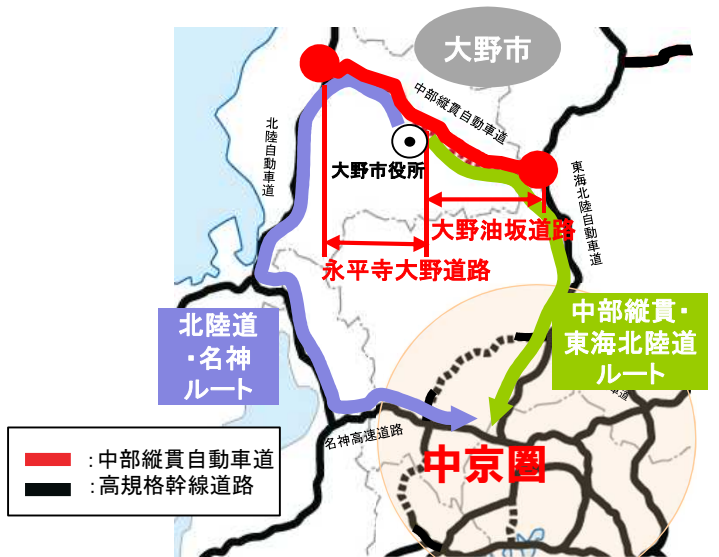 大野市
中部縦貫自動車道
北陸自動車道
大野市役所
東海北陸自動車道
大野油坂道路
永平寺大野道路
北陸道
・名神
ルート
中部縦貫・
東海北陸道
ルート
車道
名神高速道路
中京圏
:中部縦貫自動車道
:高規格幹線道路